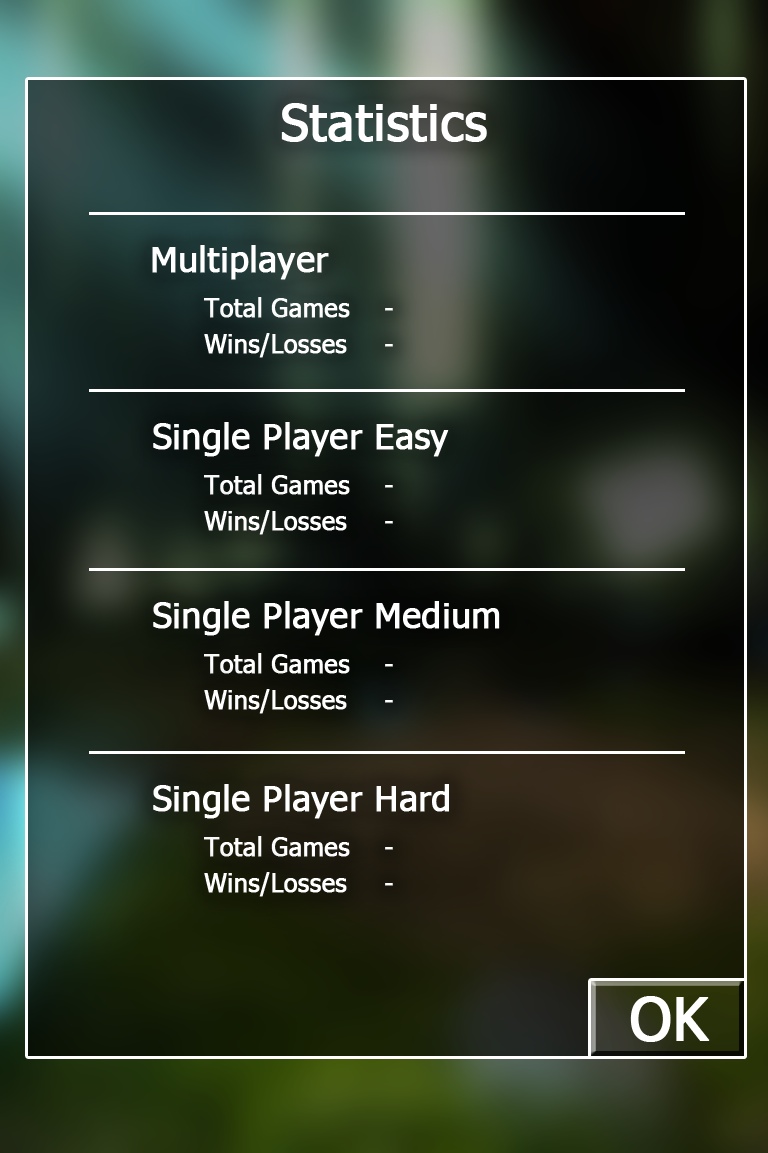 Statistics
Multiplayer
Total Games -
Wins/Losses -
Single Player Easy
Total Games -
Wins/Losses -
Single Player Medium
Total Games -
Wins/Losses -
Single Player Hard
Total Games -
Wins/Losses -
OK